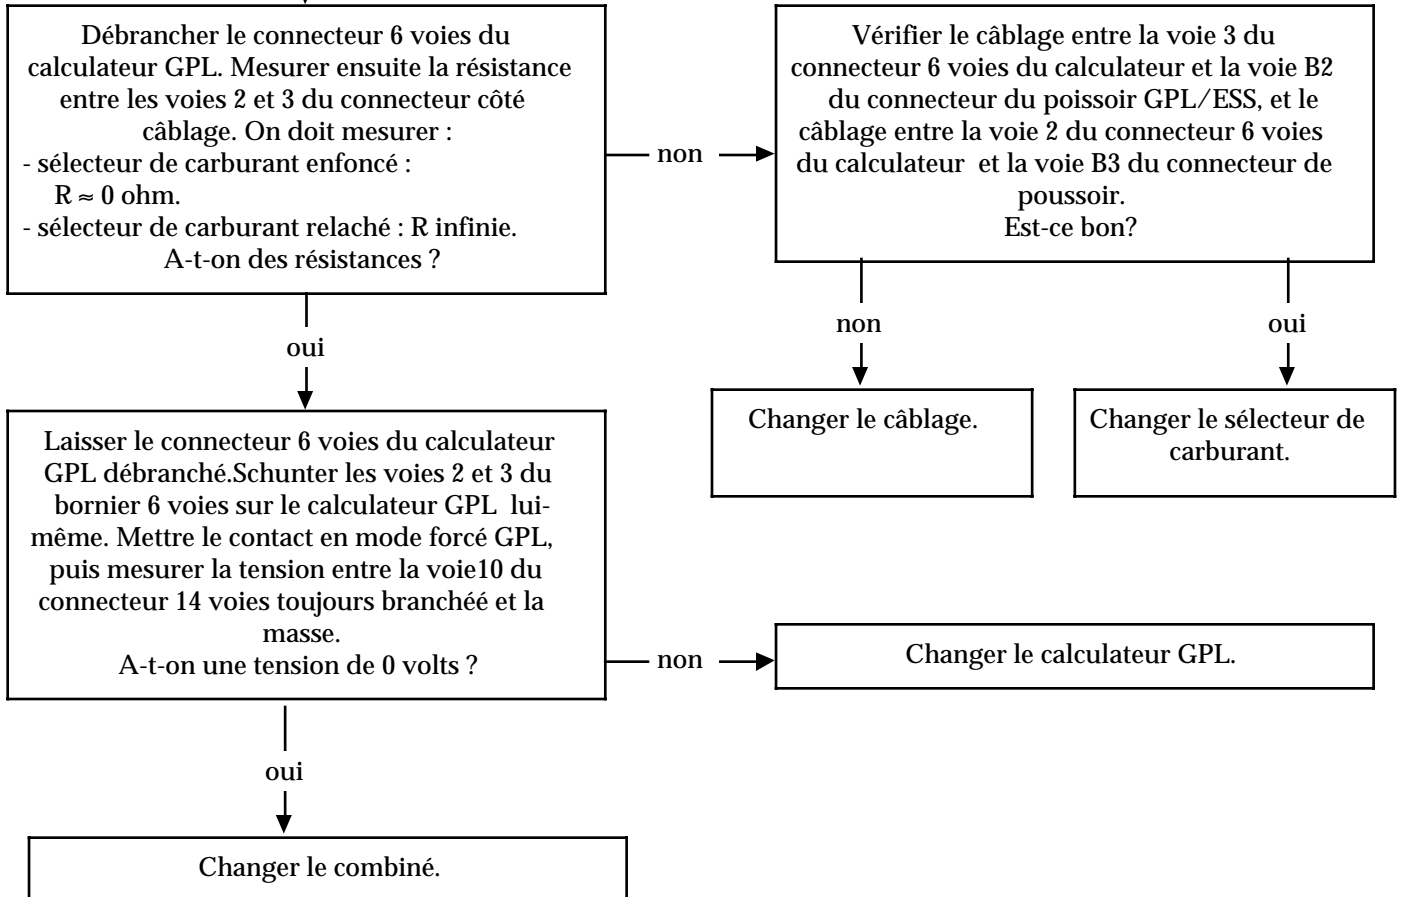 Débrancher le connecteur 6 voies du
calculateur GPL. Mesurer ensuite la résistance
entre les voies 2 et 3 du connecteur côté
câblage. On doit mesurer :
- sélecteur de carburant enfoncé :
R ≈ 0 ohm.
- sélecteur de carburant relaché : R infinie.
A-t-on des résistances ?
non
Vérifier le câblage entre la voie 3 du
connecteur 6 voies du calculateur et la voie B2
du connecteur du poissoir GPL/ESS, et le
câblage entre la voie 2 du connecteur 6 voies
du calculateur et la voie B3 du connecteur de
poussoir.
Est-ce bon?
oui
non
oui
Changer le câblage.
Changer le sélecteur de
carburant.
Laisser le connecteur 6 voies du calculateur
GPL débranché.Schunter les voies 2 et 3 du
bornier 6 voies sur le calculateur GPL lui-
même. Mettre le contact en mode forcé GPL,
puis mesurer la tension entre la voie10 du
connecteur 14 voies toujours branchéé et la
masse.
A-t-on une tension de 0 volts ?
non
Changer le calculateur GPL.
oui
Changer le combiné.